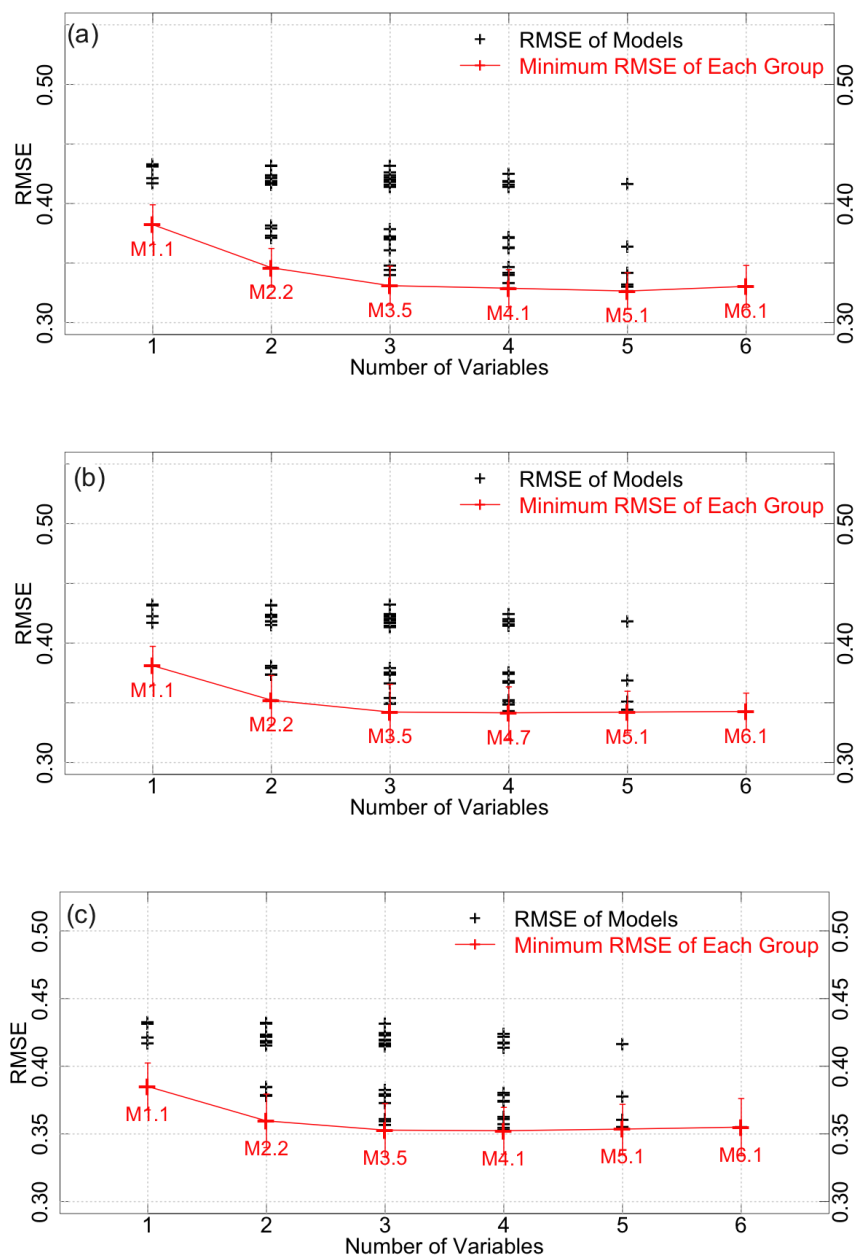 (a)
RMSE of Models
Minimum RMSE of Each Group
0.50
0.50
RMSE
0.40
0.40
M1.1
M2.2
M3.5
M4.1
M5.1
M6.1
0.30
0.30
1 2 3 4 5 6
Number of Variables
(b)
RMSE of Models
Minimum RMSE of Each Group
0.50
0.50
RMSE
0.40
0.40
M1.1
M2.2
M3.5
M4.7
M5.1
M6.1
0.30
0.30
1 2 3 4 5 6
Number of Variables
(c)
RMSE of Models
Minimum RMSE of Each Group
0.50
0.50
0.45
0.45
RMSE
0.40
0.40
M1.1
M2.2
M3.5
M4.1
M5.1
M6.1
0.35
0.35
0.30
0.30
1 2 3 4 5 6
Number of Variables